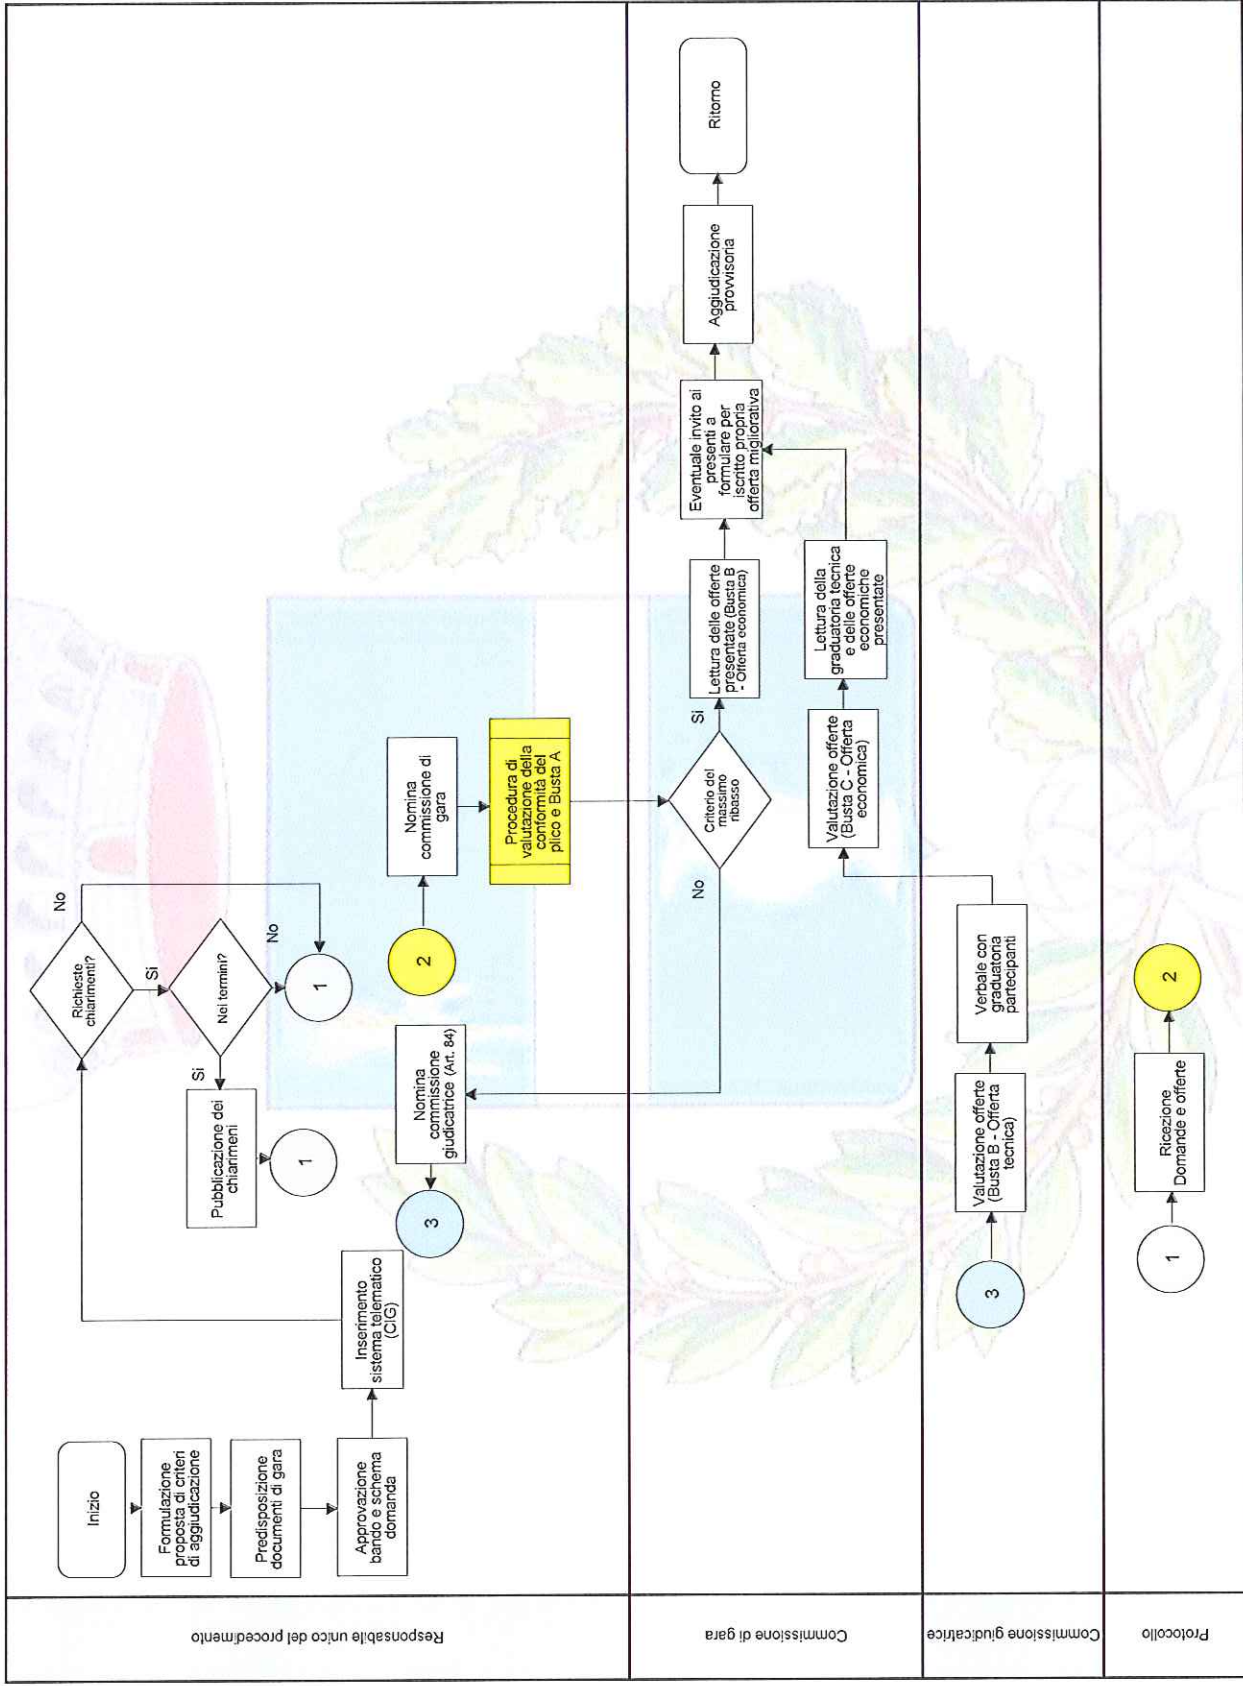 Responsabile unico del procedimento
Inizio
Formulazione
proposta di criteri
di aggiudicazione
Predisposizione
documenti di gara
Approvazione
bando e schema
domanda
Inserimento
sistema telematico
(CIG)
Richieste
chiarimenti?
No
Si
Nei termini?
No
Si
1
Pubblicazione dei
chiarimeni
1
2
Nomina
commissione di
gara
Procedura di
valutazione della
conformità del
plico e Busta A
Nomina
commissione
giudicatrice (Art. 84)
3
Commissione di gara
Criterio del
massimo
ribasso
No
Si
Lettura delle offerte
presentate (Busta B
- Offerta economica)
Eventuale invito ai
presenti a
formulare per
iscritto propria
offerta migliorativa
Aggiudicazione
provvisoria
Ritorno
Valutazione offerte
(Busta C - Offerta
economica)
Lettura della
graduatoria tecnica
e delle offerte
economiche
presentate
Commissione giudicatrice
3
Valutazione offerte
(Busta B - Offerta
tecnica)
Verbale con
graduatoria
partecipanti
Protocollo
1
Ricezione
Domande e offerte
2